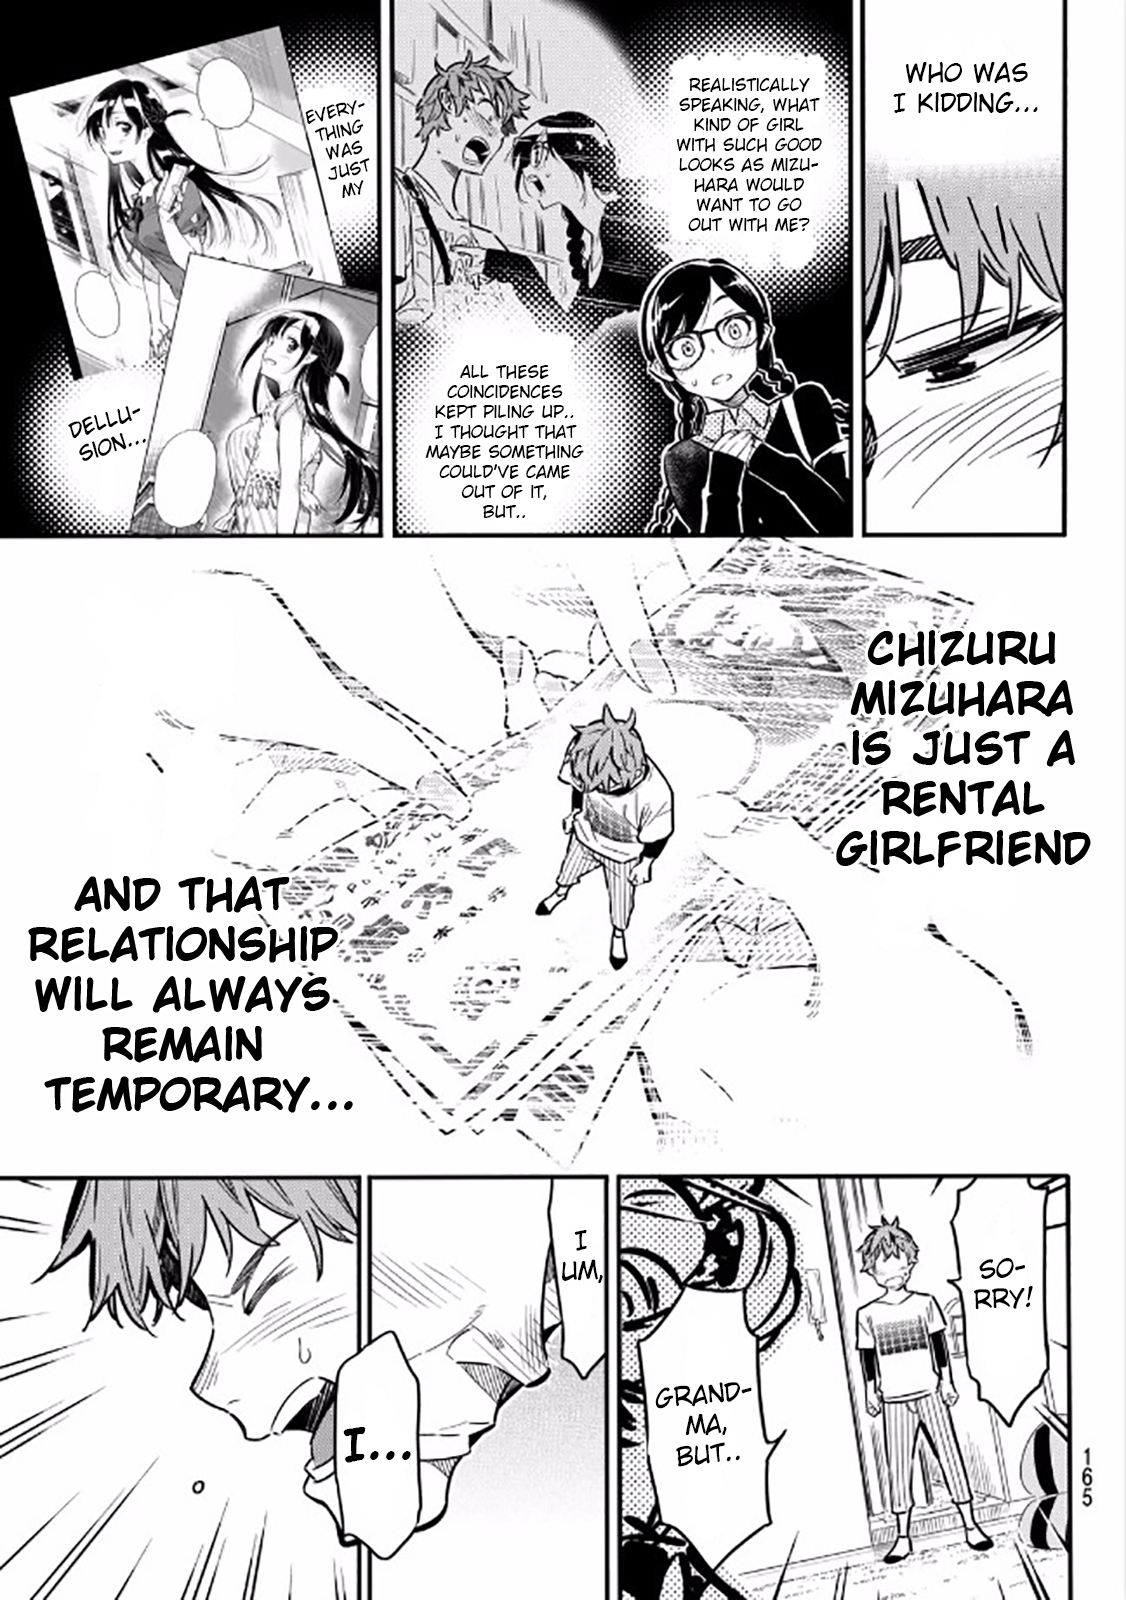 WHO WAS
I KIDDING...
REALISTICALLY
SPEAKING, WHAT
KIND OF GIRL
WITH SUCH GOOD
LOOKS AS MIZU-
HARA WOULD
WANT TO GO
OUT WITH ME?
ALL THESE
COINCIDENCES
KEPT PILING UP..
I THOUGHT THAT
MAYBE SOMETHING
COULD'VE CAME
OUT OF IT,
BUT..
EVERY-
THING
WAS
JUST
MY
DELLU-
SION...
CHIZURU
MIZUHARA
IS JUST A
RENTAL
GIRLFRIEND
AND THAT
RELATIONSHIP
WILL ALWAYS
REMAIN
TEMPORARY...
SO-
RRY!
GRAND-
MA,
BUT..
I
UM,
I...
165